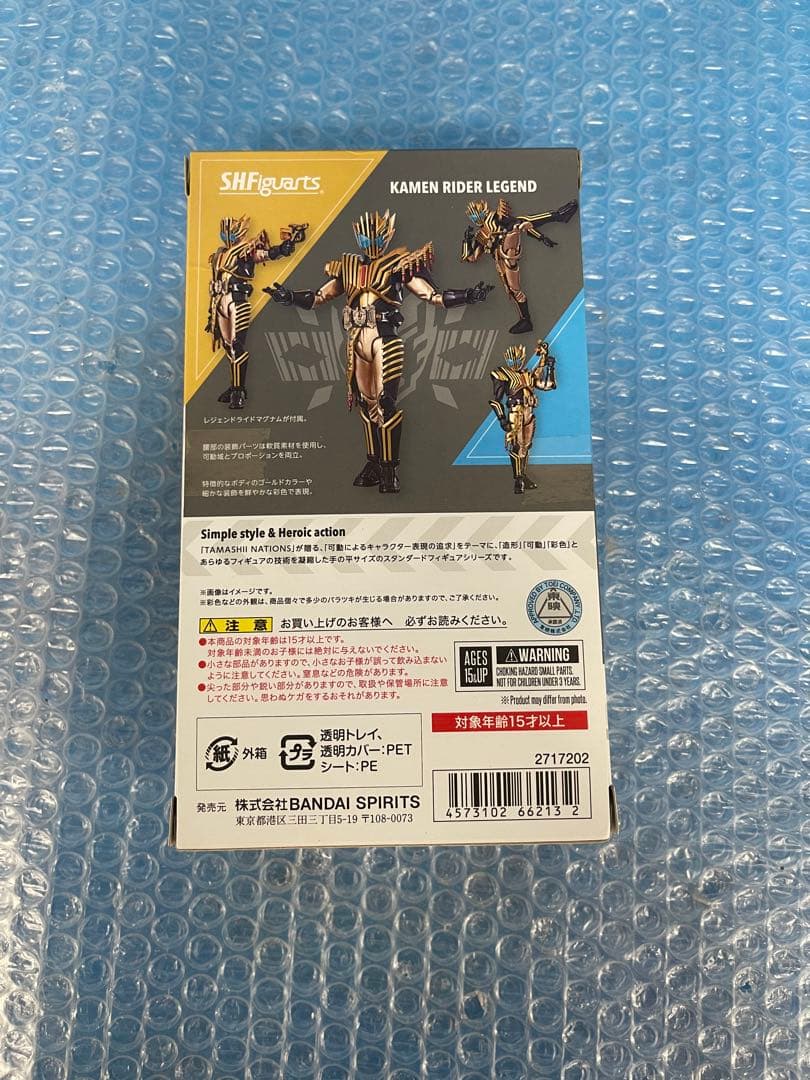 S.H.Figuarts
KAMEN RIDER LEGEND
レジェンドライドマグナムが付属。
腰部の装飾パーツは軟質素材を使用し、
可動域とプロポーションを両立。
特徴的なボディのゴールドカラーや
細かな装飾を鮮やかな彩色で表現。
Simple style & Heroic action
「TAMASHII NATIONS」が贈る、「可動によるキャラクター表現の追求」をテーマに、「造形」「可動」「彩色」と
あらゆるフィギュアの技術を凝縮した手の平サイズのスタンダードフィギュアシリーズです。
※画像はイメージです。
※彩色などの外観は、商品個々で多少のバラツキが生じる場合がありますので、ご了承ください。
注意 お買い上げのお客様へ 必ずお読みください。
●本商品の対象年齢は15才以上です。
対象年齢未満のお子様には絶対に与えないでください。
●小さな部品がありますので、小さなお子様が誤って飲み込まない
ように注意してください。窒息などの危険があります。
●尖った部分や鋭い部分がありますので、取扱や保管場所に注意
してください。思わぬケガをするおそれがあります。
APPROVED BY TOEI COMPANY
東映
承認済
東映株式会社
AGES
15&UP
WARNING
CHOKING HAZARD SMALL PARTS.
NOT FOR CHILDREN UNDER 3 YEARS.
※ Product may differ from photo.
対象年齢15才以上
紙 外箱
プラ
透明トレイ、
透明カバー:PET
シート:PE
2717202
4573102 66213 2
発売元 株式会社BANDAI SPIRITS
東京都港区三田三丁目5-19 〒108-0073